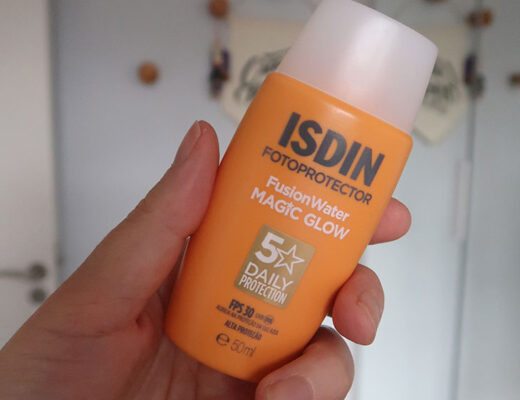 ISDIN
FOTOPROTECTOR
FusionWater
MAGIC GLOW
5☆
DAILY
PROTECTION
FPS 30
ALTA PROTEÇÃO
e 50ml